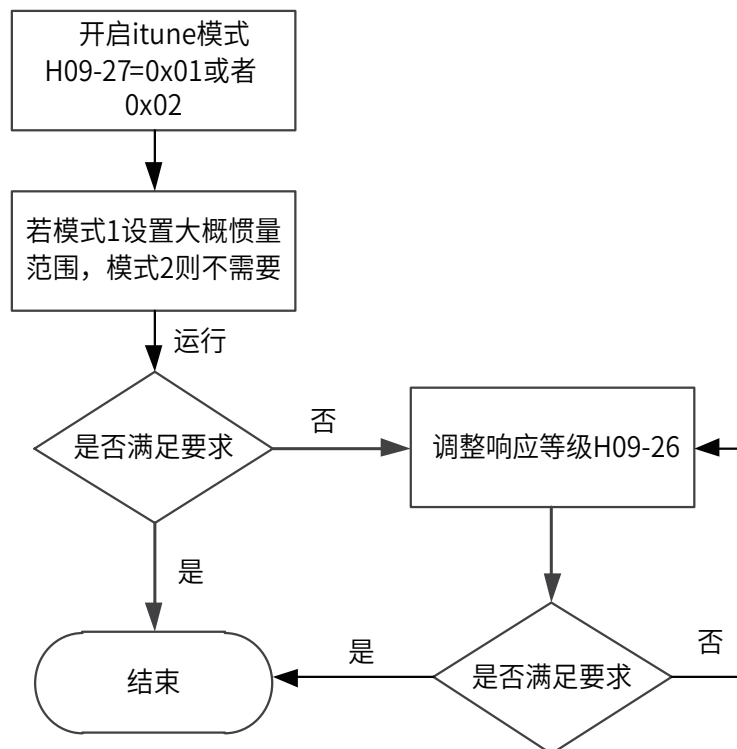 开启itune模式
H09-27=0x01或者
0x02
若模式1设置大概惯量
范围，模式2则不需要
运行
是否满足要求
否
调整响应等级H09-26
是
结束
是
是否满足要求
否